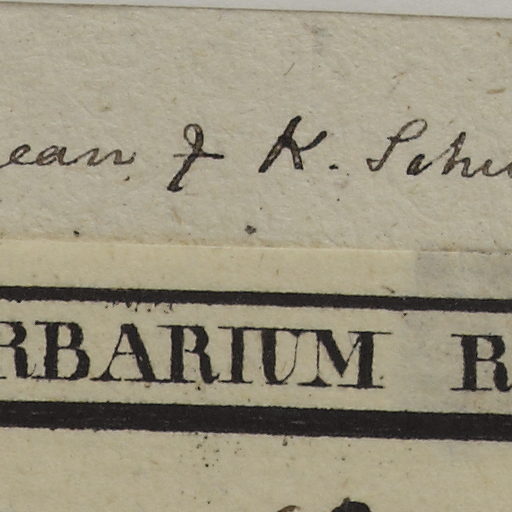 ean & K. Schu
RBARIUM R